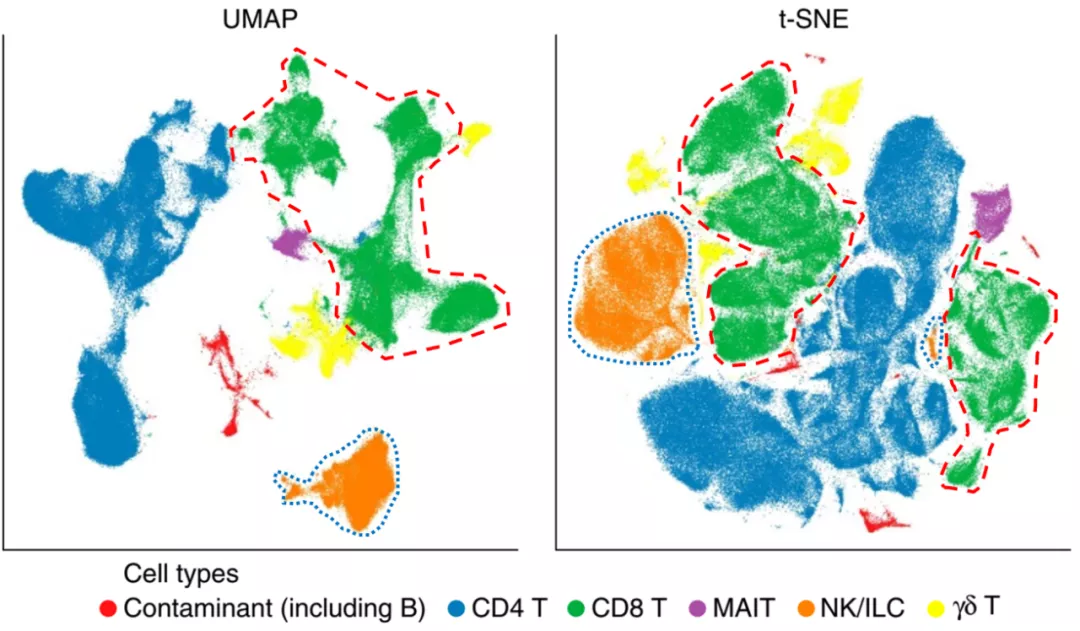 UMAP
t-SNE
Cell types
Contaminant (including B)
CD4 T
CD8 T
MAIT
NK/ILC
γδ T